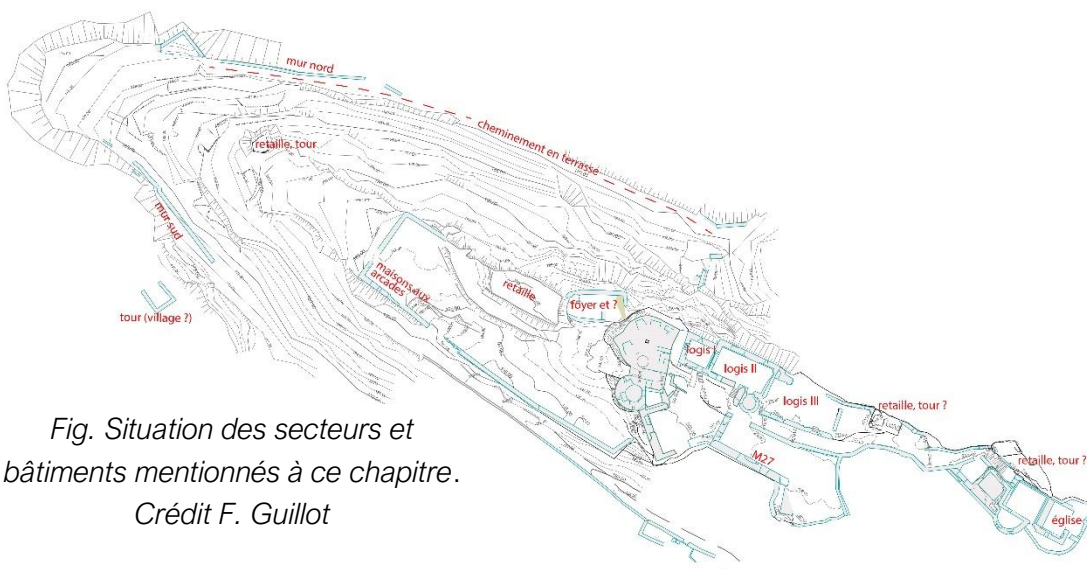 mur nord
cheminement en terrasse
retaille, tour
mur sud
maisons aux
arcades
retaille
foyer et ?
tour (village ?)
logis I
logis II
logis III
retaille, tour ?
M27
retaille, tour ?
église
Fig. Situation des secteurs et
bâtiments mentionnés à ce chapitre.
Crédit F. Guillot